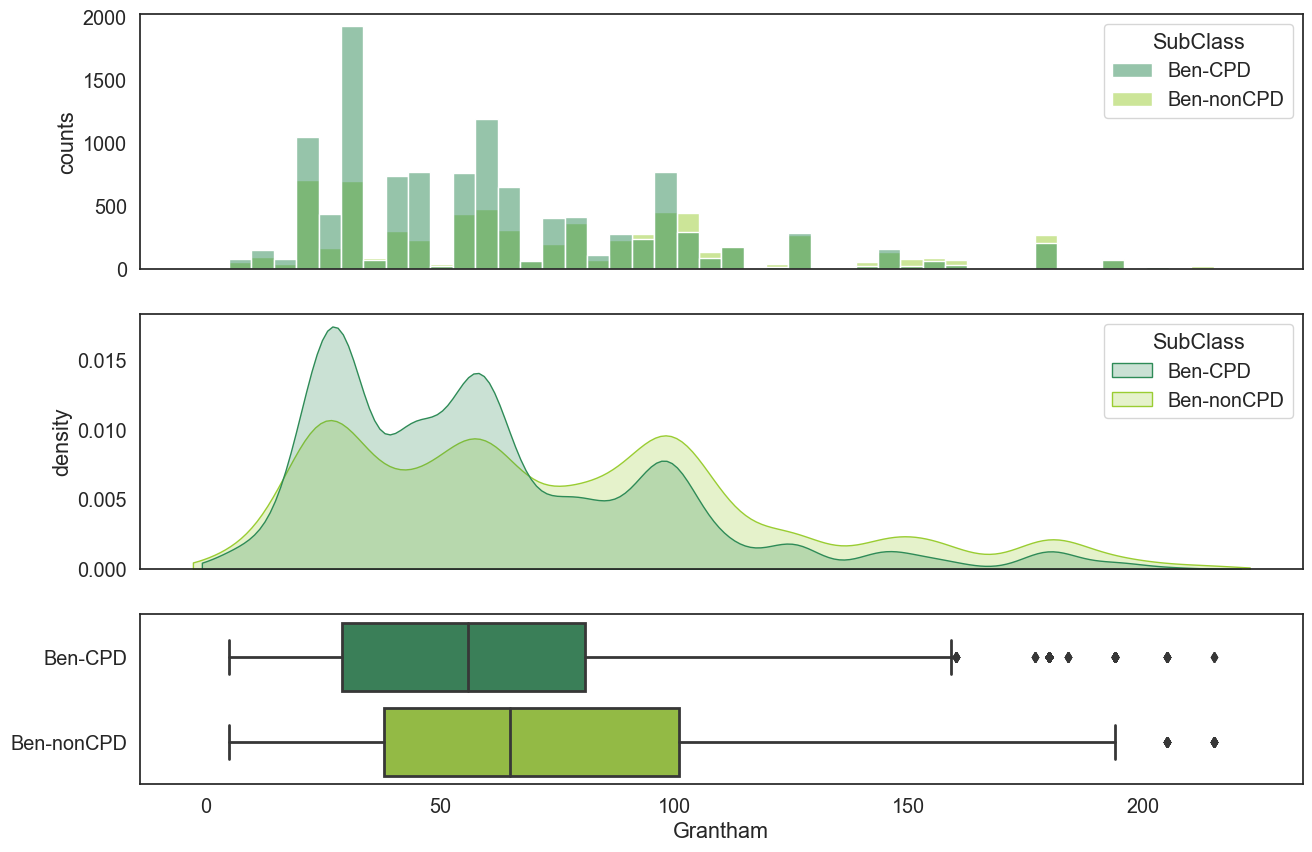 2000
1500
1000
500
0
counts
SubClass
Ben-CPD
Ben-nonCPD
0.015
0.010
0.005
0.000
density
SubClass
Ben-CPD
Ben-nonCPD
Ben-CPD
Ben-nonCPD
0 50 100 150 200
Grantham